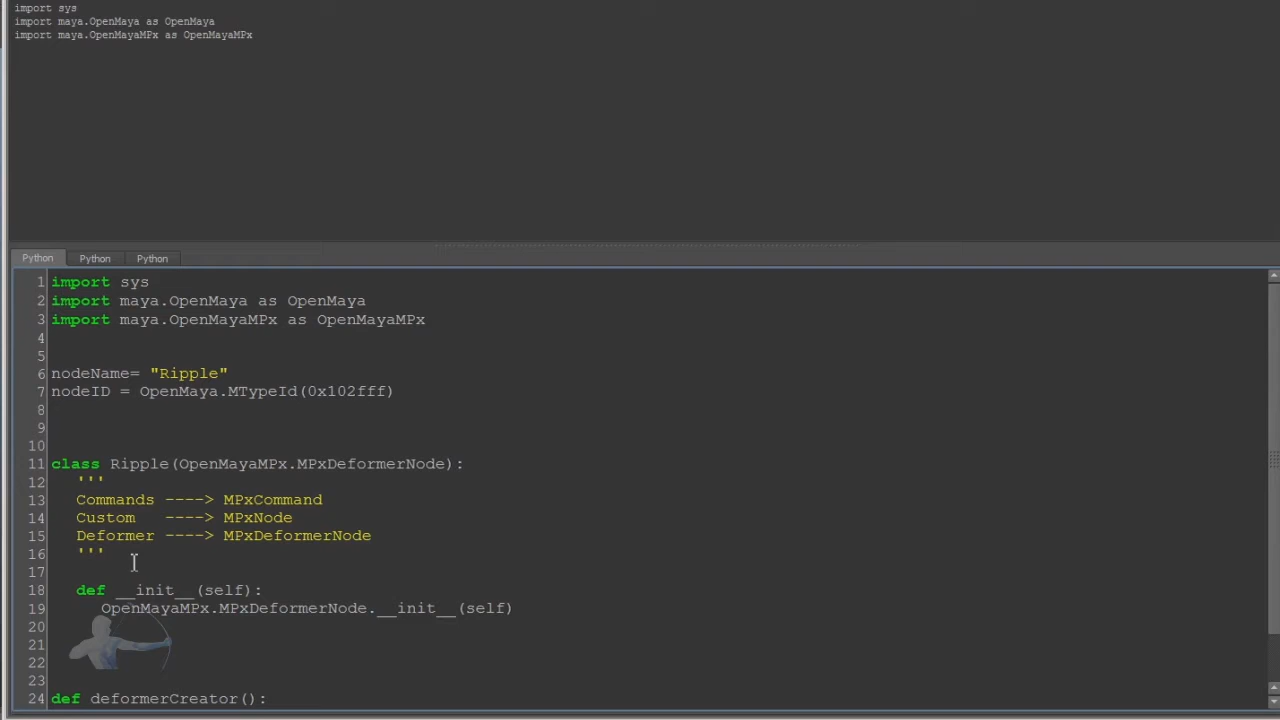 import sys
import maya.OpenMaya as OpenMaya
import maya.OpenMayaMPx as OpenMayaMPx
Python Python Python
1 import sys
2 import maya.OpenMaya as OpenMaya
3 import maya.OpenMayaMPx as OpenMayaMPx
4
5
6 nodeName= "Ripple"
7 nodeID = OpenMaya.MTypeId(0x102fff)
8
9
10
11 class Ripple(OpenMayaMPx.MPxDeformerNode):
12 '''
13 Commands ----> MPxCommand
14 Custom ----> MPxNode
15 Deformer ----> MPxDeformerNode
16 '''
17
18 def __init__(self):
19 OpenMayaMPx.MPxDeformerNode.__init__(self)
20
21
22
23
24 def deformerCreator():